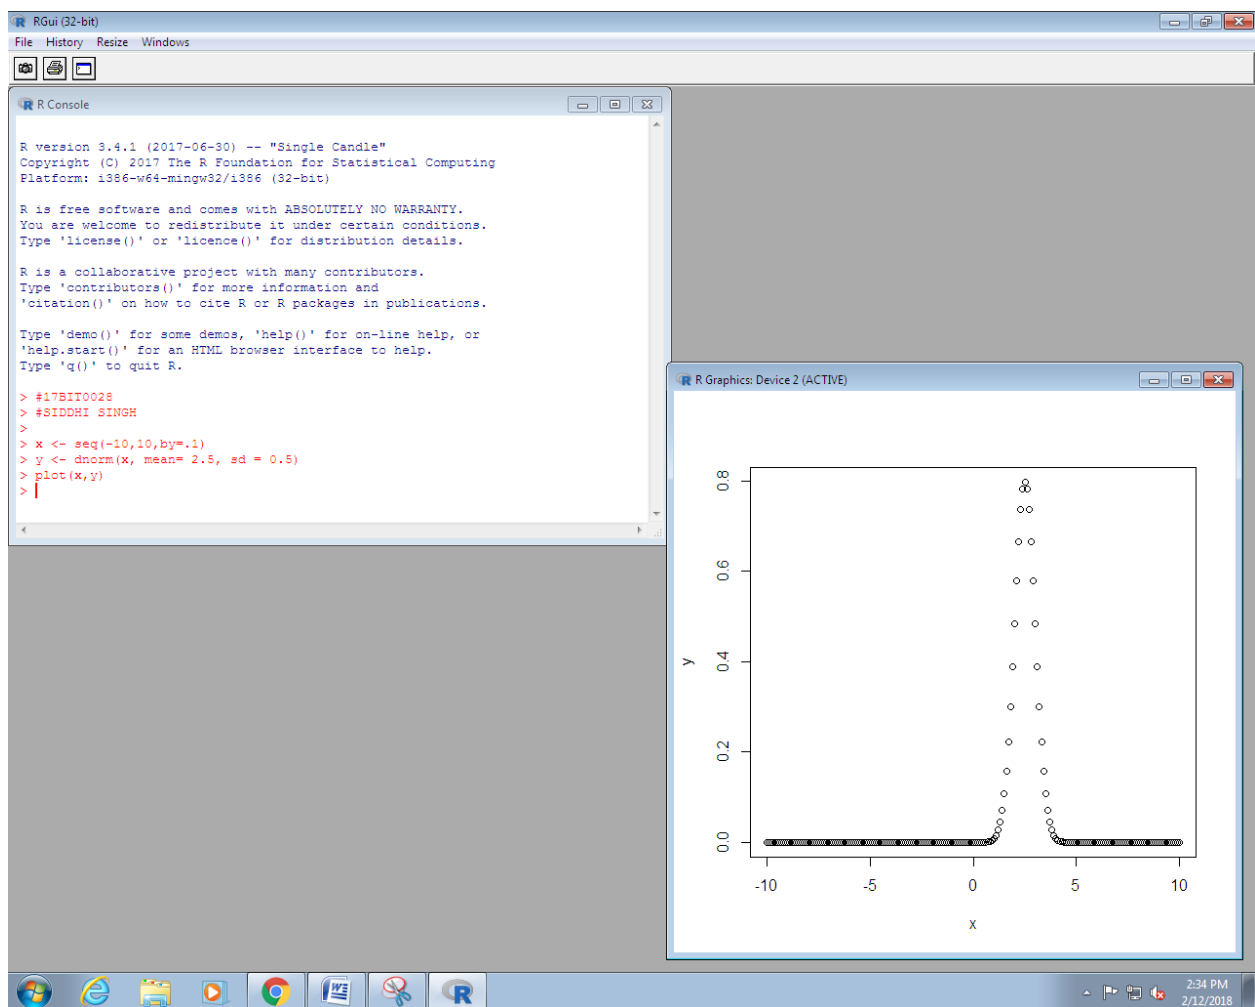 RGui (32-bit)
File History Resize Windows
R Console
R version 3.4.1 (2017-06-30) -- "Single Candle"
Copyright (C) 2017 The R Foundation for Statistical Computing
Platform: i386-w64-mingw32/i386 (32-bit)
R is free software and comes with ABSOLUTELY NO WARRANTY.
You are welcome to redistribute it under certain conditions.
Type 'license()' or 'licence()' for distribution details.
R is a collaborative project with many contributors.
Type 'contributors()' for more information and
'citation()' on how to cite R or R packages in publications.
Type 'demo()' for some demos, 'help()' for on-line help, or
'help.start()' for an HTML browser interface to help.
Type 'q()' to quit R.
> #17BIT0028
> #SIDDHI SINGH
>
> x <- seq(-10,10,by=.1)
> y <- dnorm(x, mean= 2.5, sd = 0.5)
> plot(x,y)
>
R Graphics: Device 2 (ACTIVE)
0.8
0.6
0.4
0.2
0.0
y
-10 -5 0 5 10
x
2:34 PM
2/12/2018